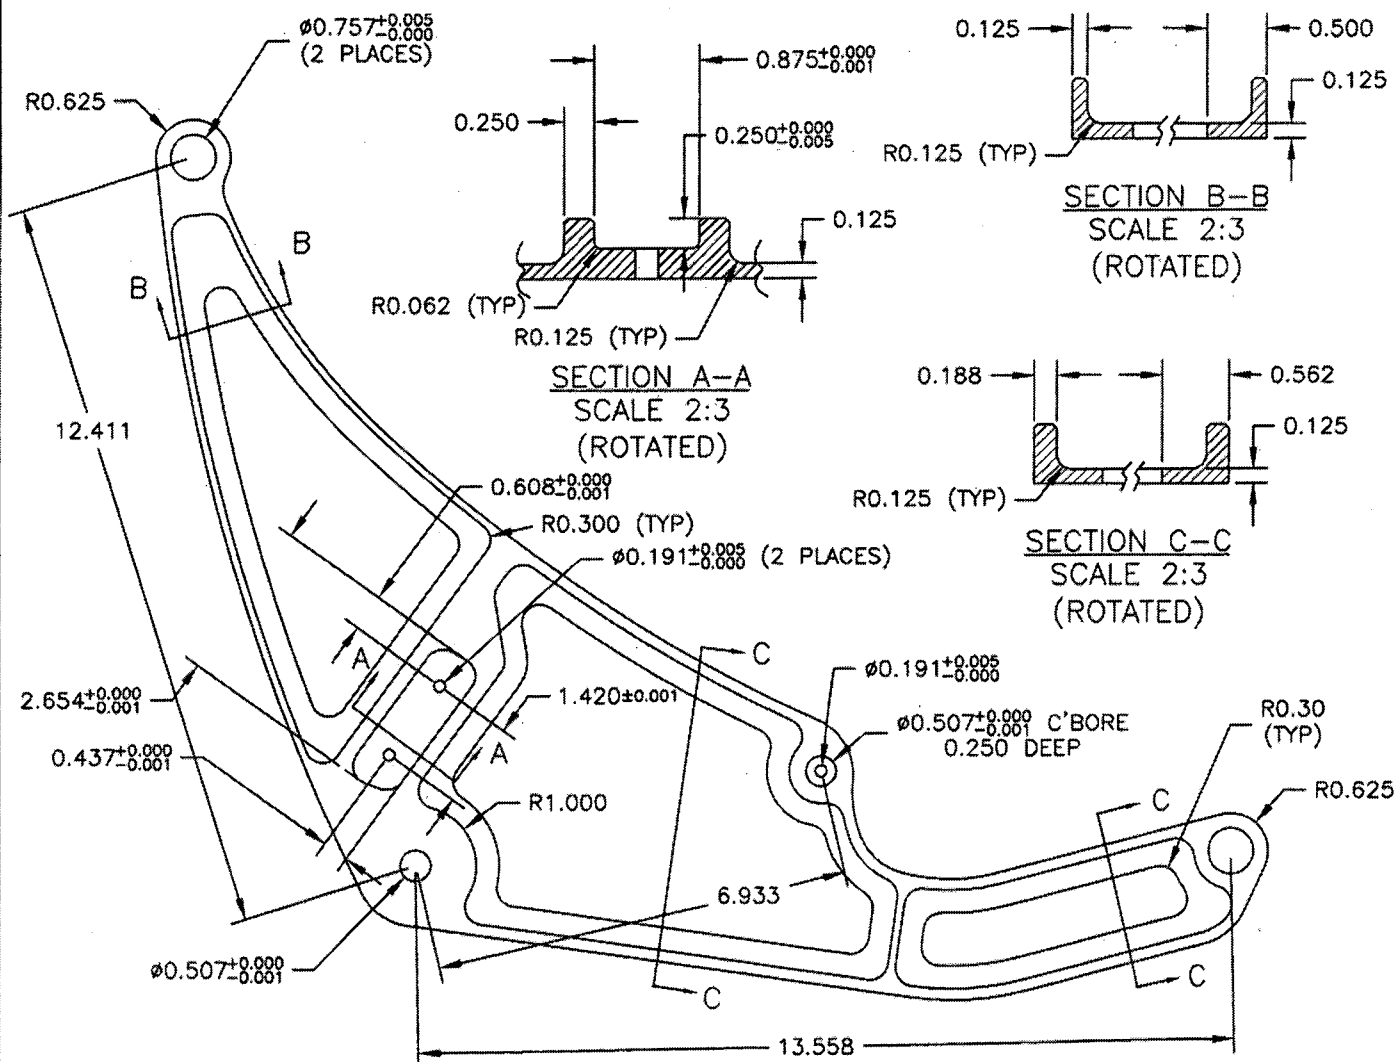 ø0.757+0.005
-0.000
(2 PLACES)
R0.625
0.875+0.000
-0.001
0.250
0.250+0.000
-0.005
0.125
R0.062 (TYP)
R0.125 (TYP)
SECTION A-A
SCALE 2:3
(ROTATED)
0.125
0.500
0.125
R0.125 (TYP)
SECTION B-B
SCALE 2:3
(ROTATED)
0.188
0.562
0.125
R0.125 (TYP)
SECTION C-C
SCALE 2:3
(ROTATED)
B
B
12.411
0.608+0.000
-0.001
R0.300 (TYP)
ø0.191+0.005
-0.000 (2 PLACES)
A
A
2.654+0.000
-0.001
1.420±0.001
0.437+0.000
-0.001
R1.000
C
ø0.191+0.005
-0.000
ø0.507+0.000
-0.001 C'BORE
0.250 DEEP
R0.30
(TYP)
C
R0.625
6.933
ø0.507+0.000
-0.001
C
C
13.558